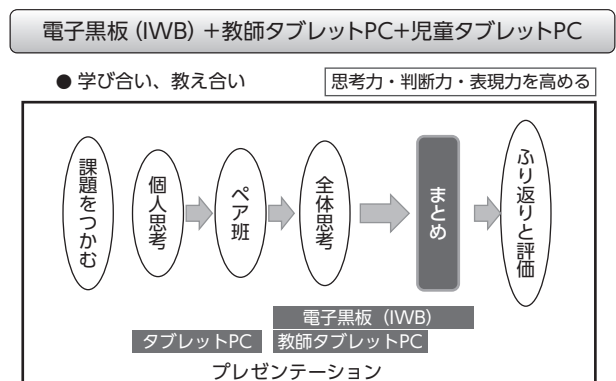 電子黒板 (IWB) +教師タブレットPC+児童タブレットPC
● 学び合い、教え合い
思考力・判断力・表現力を高める
課題をつかむ
個人思考
ペア
班
全体思考
まとめ
ふり返りと評価
電子黒板 (IWB)
タブレットPC
教師タブレットPC
プレゼンテーション